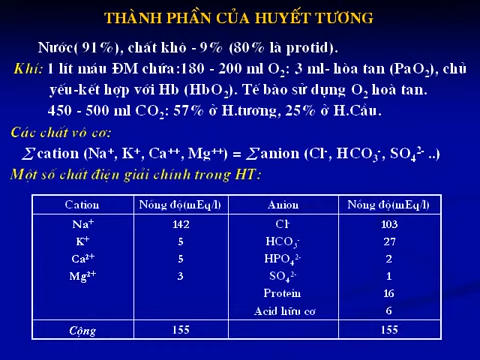 THÀNH PHẦN CỦA HUYẾT TƯƠNG
Nước( 91%), chất khô - 9% (80% là protid).
Khí: 1 lít máu ĐM chứa:180 - 200 ml O₂: 3 ml- hòa tan (PaO₂), chủ
yếu-kết hợp với Hb (HbO₂). Tế bào sử dụng O₂ hoà tan.
450 - 500 ml CO₂: 57% ở H.tương, 25% ở H.Cầu.
Các chất vô cơ:
∑cation (Na⁺, K⁺, Ca⁺⁺, Mg⁺⁺) = ∑anion (Cl⁻, HCO₃⁻, SO₄²⁻ ..)
Một số chất điện giải chính trong HT:
Cation Nồng độ(mEq/l) Anion Nồng độ(mEq/l)
Na⁺ 142 Cl⁻ 103
K⁺ 5 HCO₃⁻ 27
Ca²⁺ 5 HPO₄²⁻ 2
Mg²⁺ 3 SO₄²⁻ 1
Protein 16
Acid hữu cơ 6
Cộng 155 155